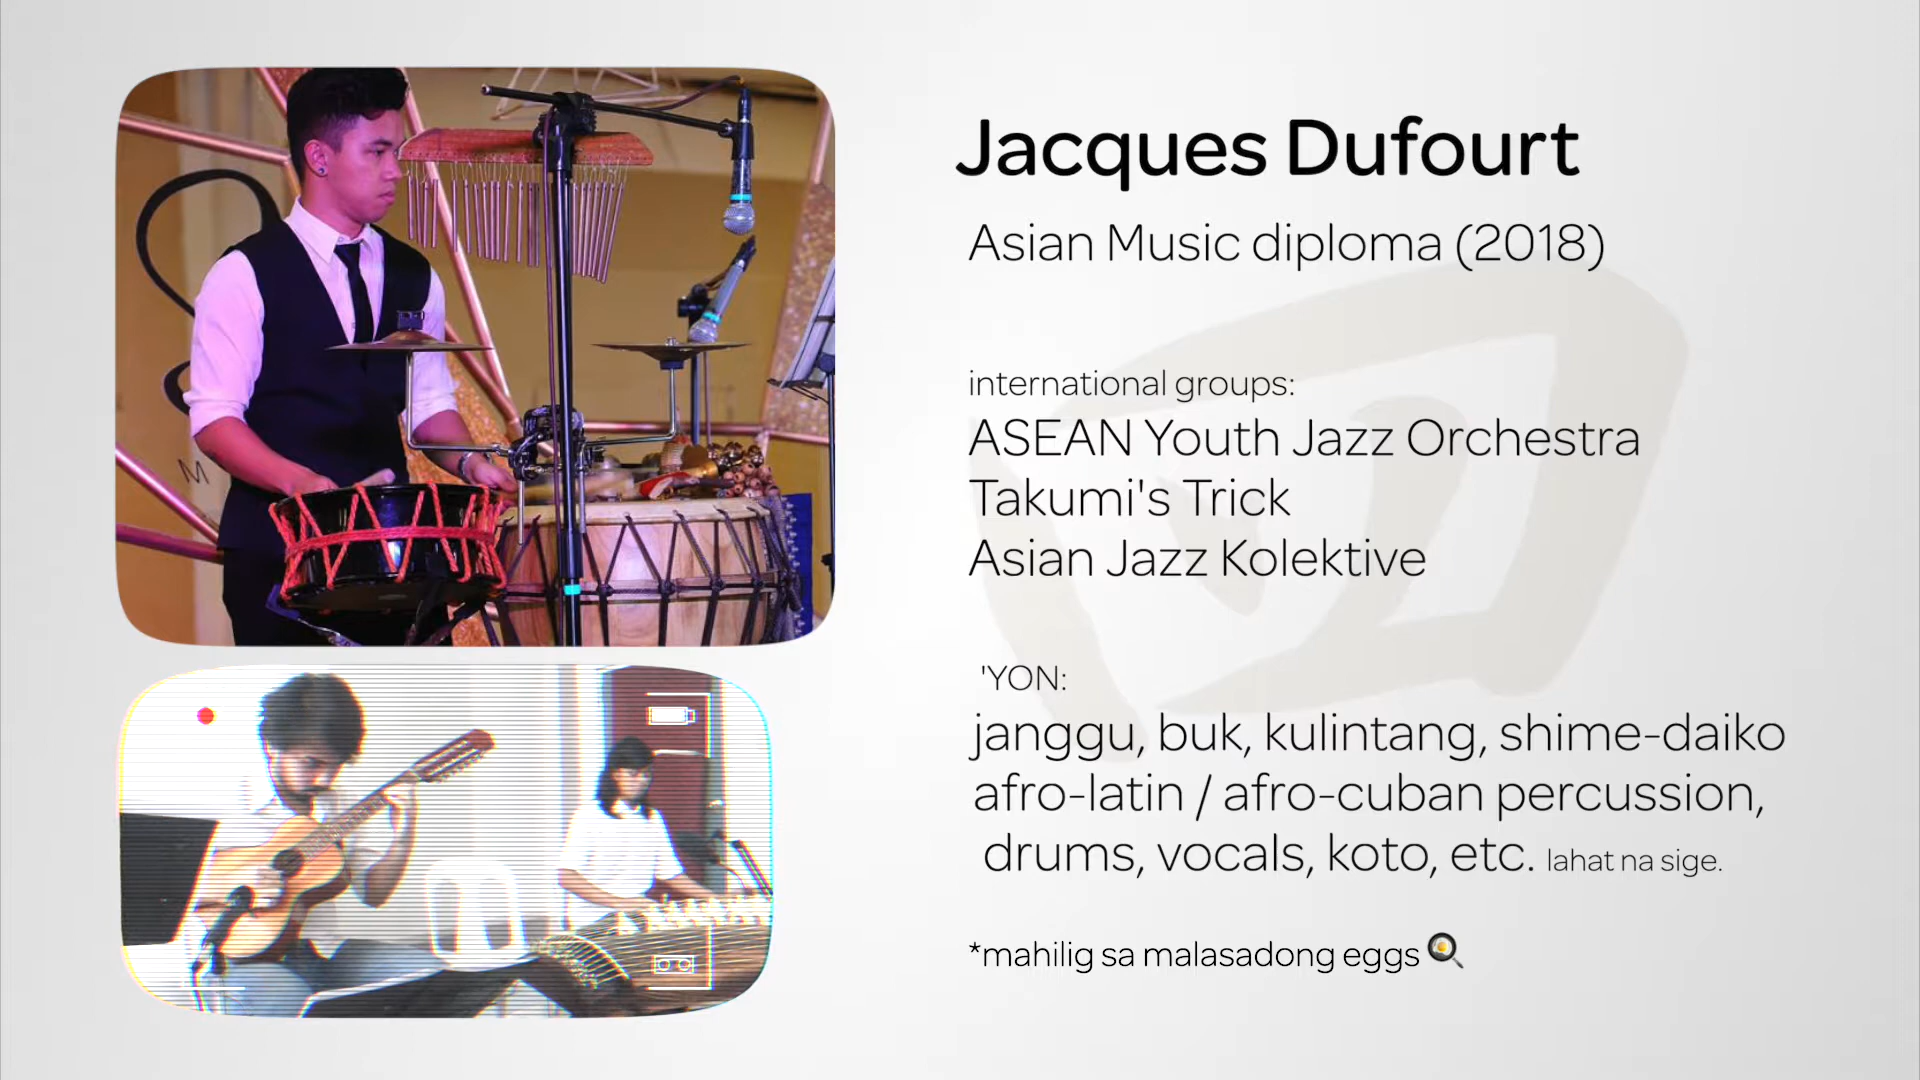 Jacques Dufourt
Asian Music diploma (2018)
international groups:
ASEAN Youth Jazz Orchestra
Takumi's Trick
Asian Jazz Kolektive
'YON:
janggu, buk, kulintang, shime-daiko
afro-latin / afro-cuban percussion,
drums, vocals, koto, etc. lahat na sige.
*mahilig sa malasadong eggs 🍳
M